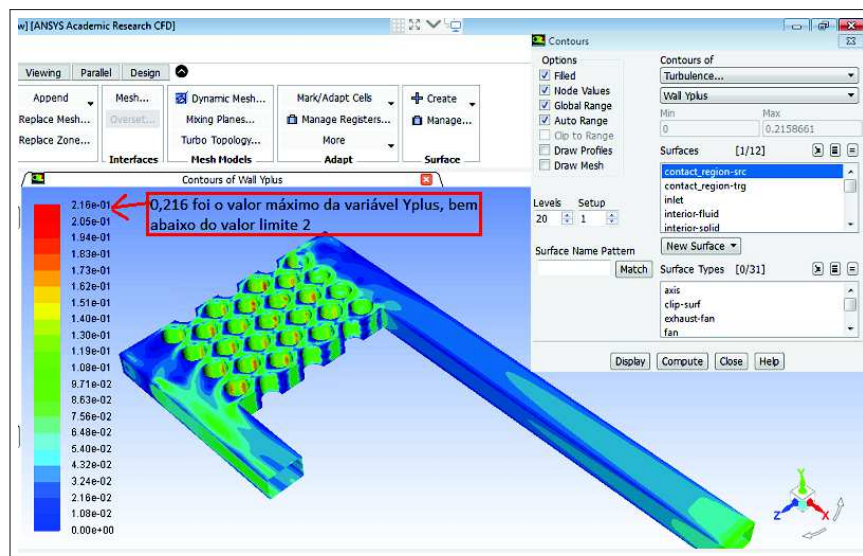 w] [ANSYS Academic Research CFD]
Viewing Parallel Design
Append Mesh... Dynamic Mesh... Mark/Adapt Cells Create
Replace Mesh... Overset... Mixing Planes... Manage Registers... Manage...
Replace Zone... Turbo Topology... More
Interfaces Mesh Models Adapt Surface
Contours of Wall Yplus
2.16e-01
2.05e-01
1.94e-01
1.83e-01
1.73e-01
1.62e-01
1.51e-01
1.40e-01
1.30e-01
1.19e-01
1.08e-01
9.71e-02
8.63e-02
7.56e-02
6.48e-02
5.40e-02
4.32e-02
3.24e-02
2.16e-02
1.08e-02
0.00e+00
0,216 foi o valor máximo da variável Yplus, bem
abaixo do valor limite 2
Y
Z X
Contours
Options
Filled
Node Values
Global Range
Auto Range
Clip to Range
Draw Profiles
Draw Mesh
Levels Setup
20 1
Surface Name Pattern
Match
Contours of
Turbulence...
Wall Yplus
Min Max
0 0.2158661
Surfaces [1/12]
contact_region-src
contact_region-trg
inlet
interior-fluid
interior-solid
New Surface
Surface Types [0/31]
axis
clip-surf
exhaust-fan
fan
Display Compute Close Help